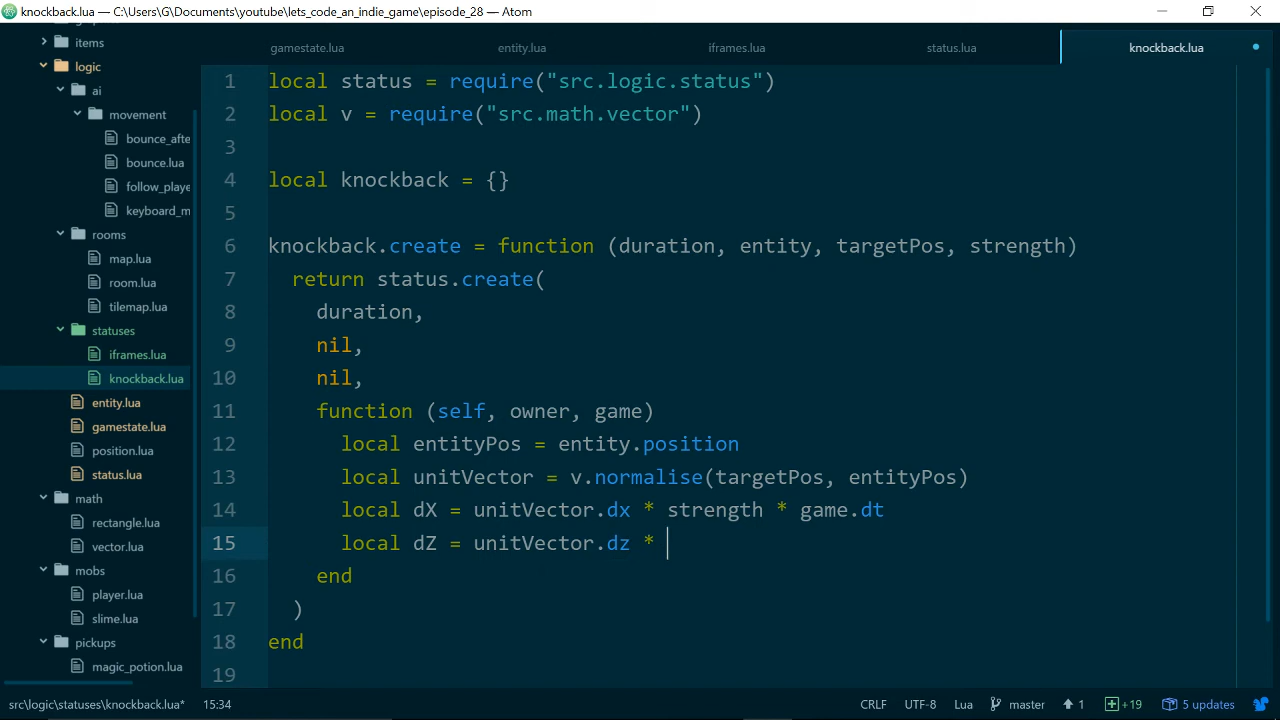 knockback.lua — C:\Users\G\Documents\youtube\lets_code_an_indie_game\episode_28 — Atom
items
logic
ai
movement
bounce_afte
bounce.lua
follow_playe
keyboard_m
rooms
map.lua
room.lua
tilemap.lua
statuses
iframes.lua
knockback.lua
entity.lua
gamestate.lua
position.lua
status.lua
math
rectangle.lua
vector.lua
mobs
player.lua
slime.lua
pickups
magic_potion.lua
gamestate.lua entity.lua iframes.lua status.lua knockback.lua
1 local status = require("src.logic.status")
2 local v = require("src.math.vector")
3
4 local knockback = {}
5
6 knockback.create = function (duration, entity, targetPos, strength)
7 return status.create(
8 duration,
9 nil,
10 nil,
11 function (self, owner, game)
12 local entityPos = entity.position
13 local unitVector = v.normalise(targetPos, entityPos)
14 local dX = unitVector.dx * strength * game.dt
15 local dZ = unitVector.dz *
16 end
17 )
18 end
19
src\logic\statuses\knockback.lua* 15:34 CRLF UTF-8 Lua master 1 +19 5 updates